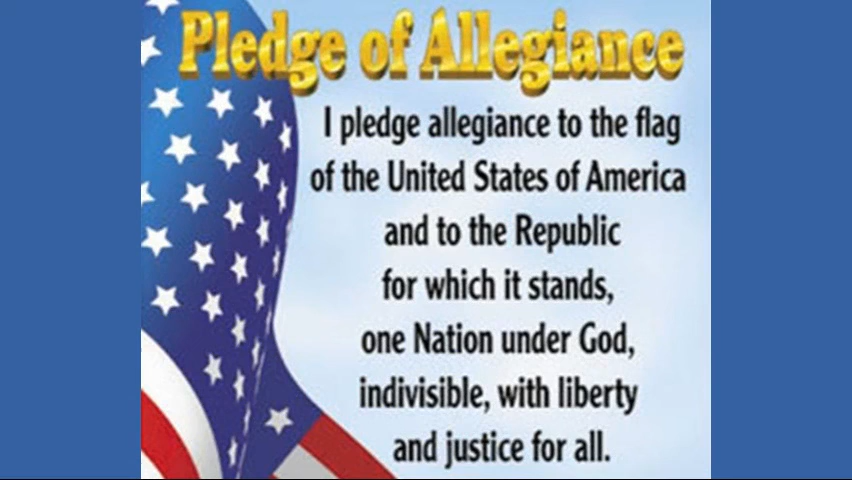 Pledge of Allegiance
I pledge allegiance to the flag
of the United States of America
and to the Republic
for which it stands,
one Nation under God,
indivisible, with liberty
and justice for all.